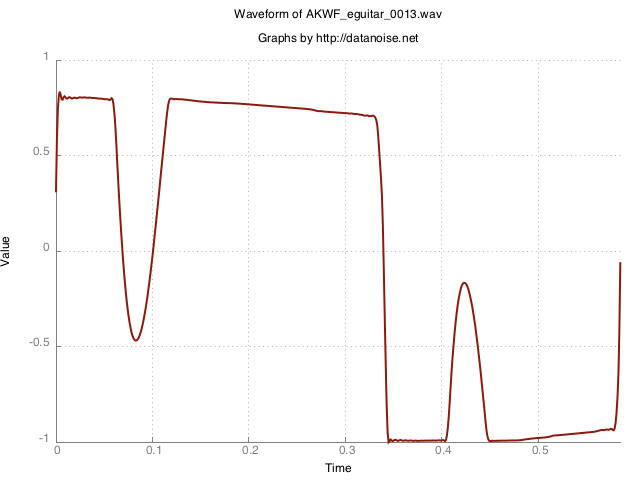 Waveform of AKWF_eguitar_0013.wav
Graphs by http://datanoise.net
1
0.5
0
-0.5
-1
Value
0 0.1 0.2 0.3 0.4 0.5
Time